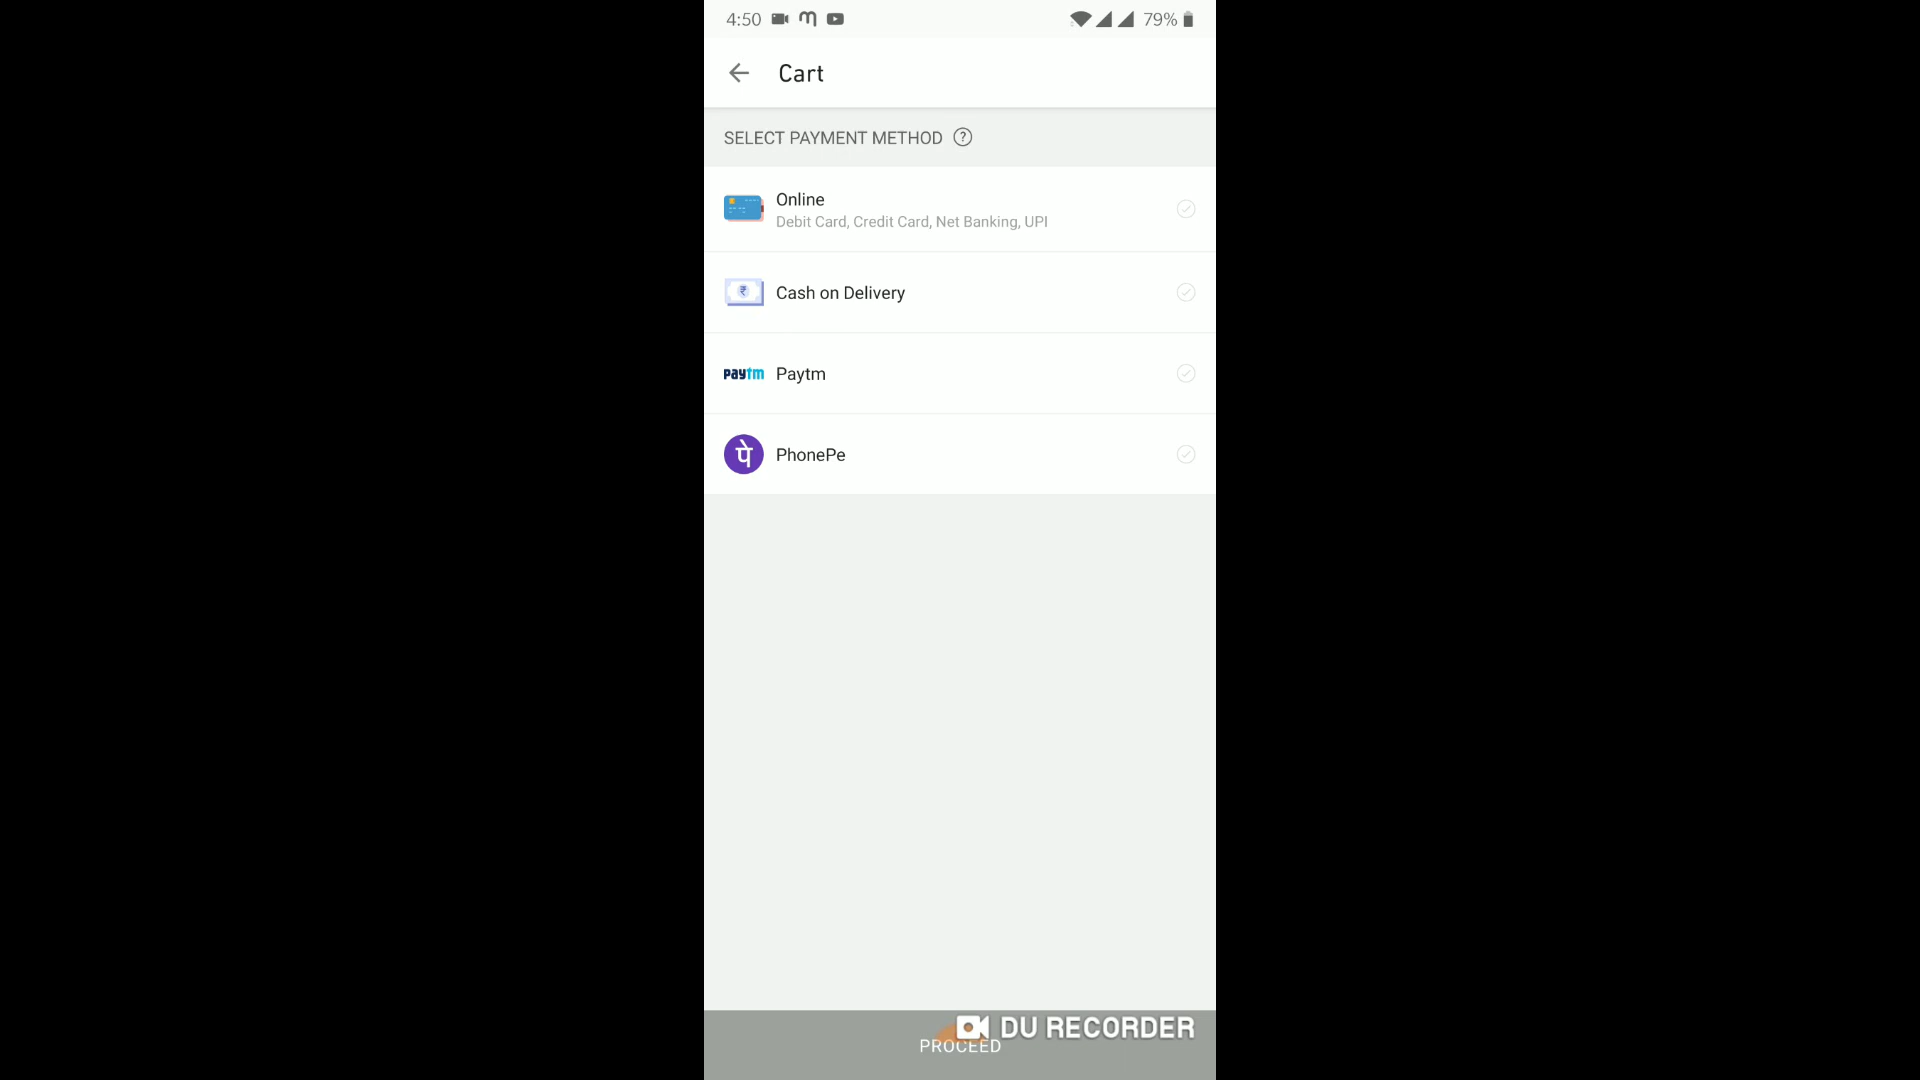 4:50 79%
Cart
SELECT PAYMENT METHOD ?
Online
Debit Card, Credit Card, Net Banking, UPI
₹ Cash on Delivery
paytm Paytm
पे PhonePe
DU RECORDER
PROCEED